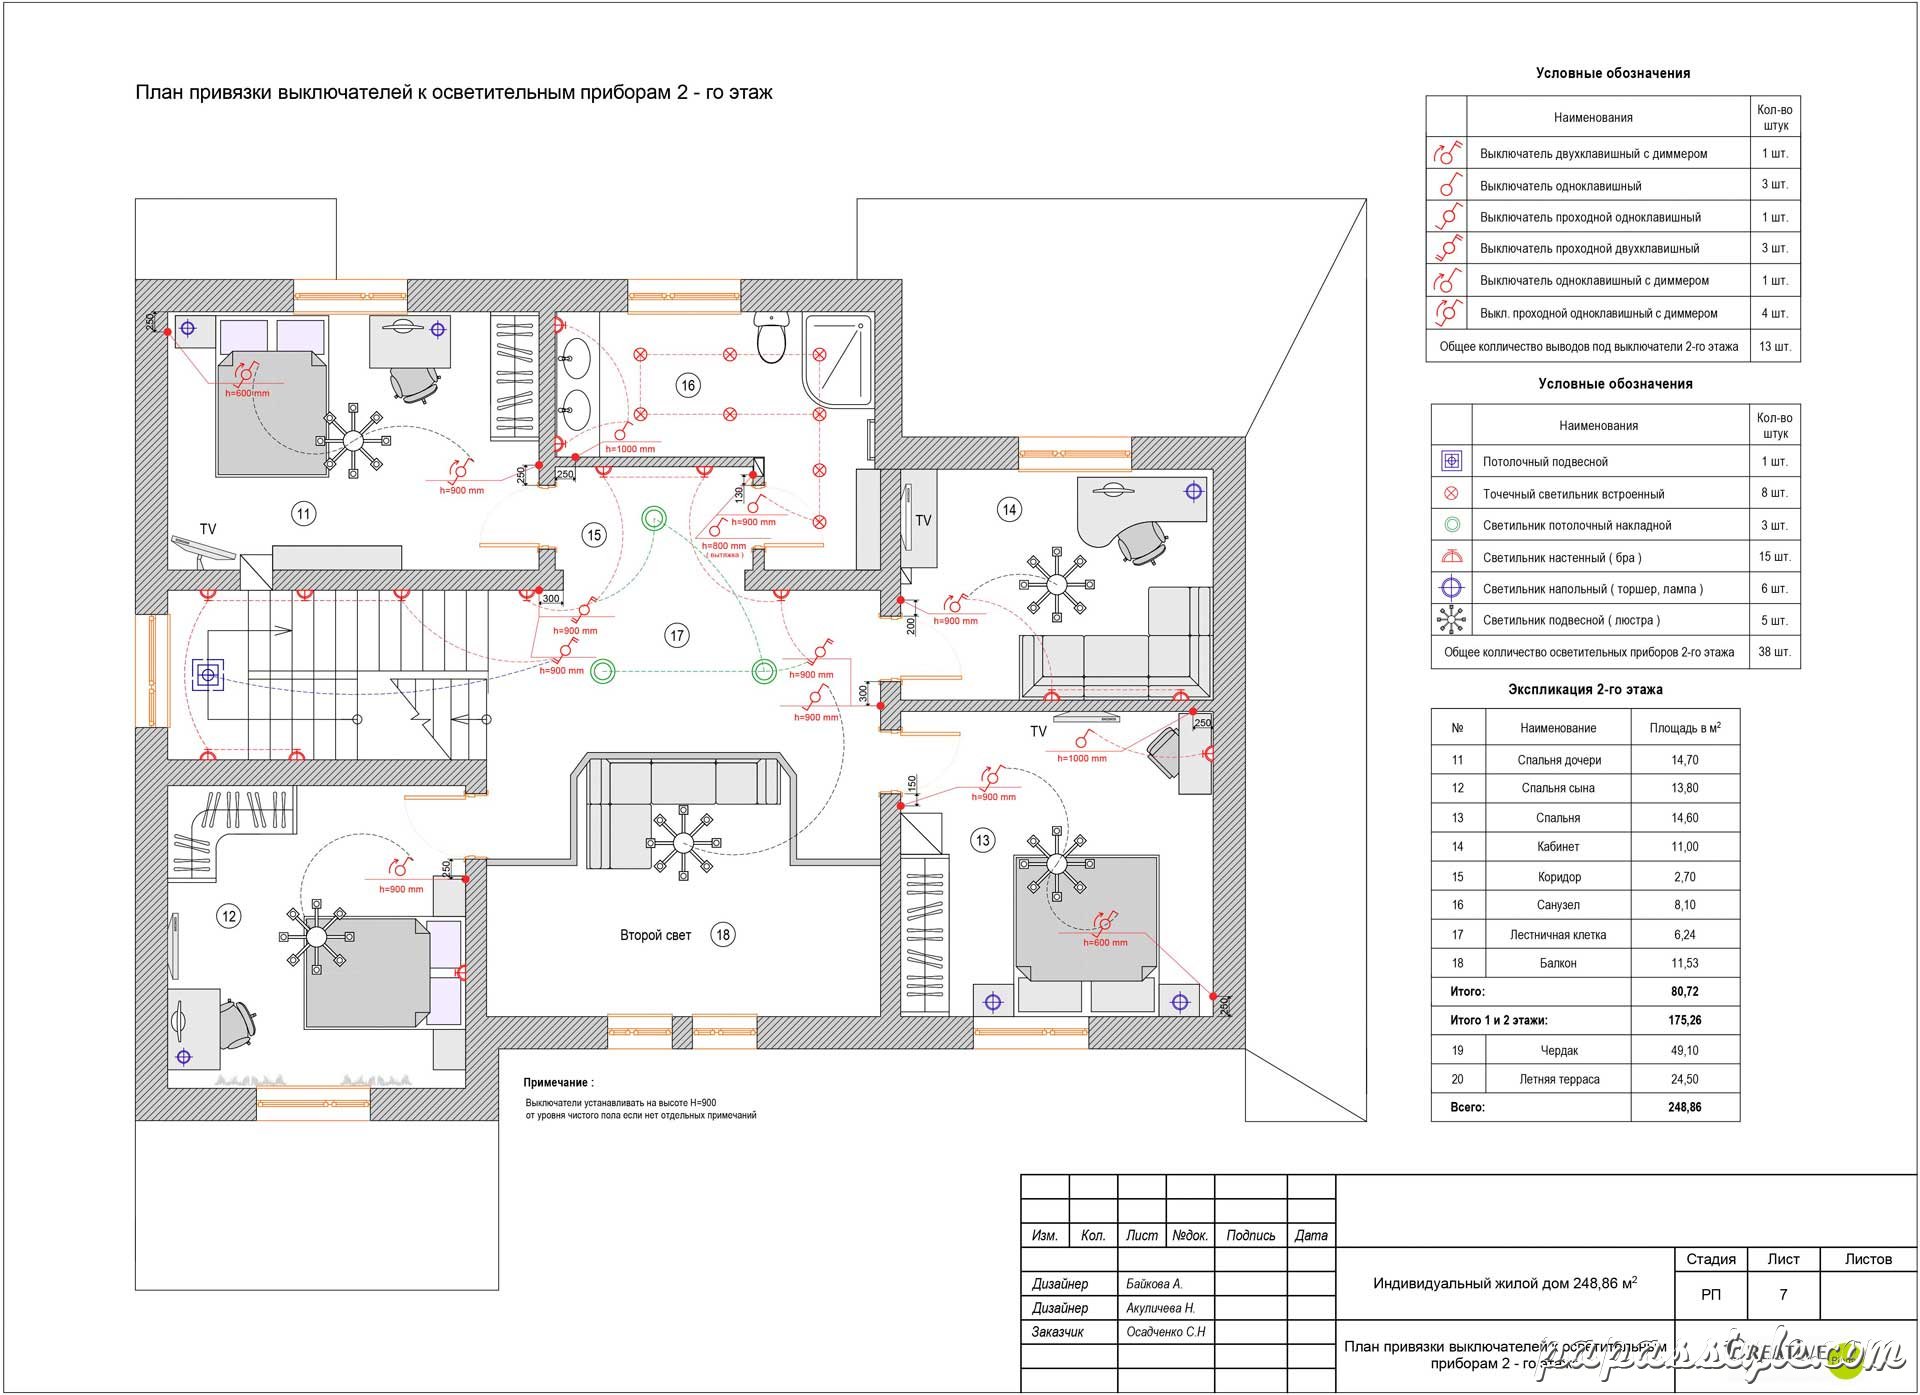 План привязки выключателей к осветительным приборам 2 - го этаж
Условные обозначения
Наименования Кол-во штук
Выключатель двухклавишный с диммером 1 шт.
Выключатель одноклавишный 3 шт.
Выключатель проходной одноклавишный 1 шт.
Выключатель проходной двухклавишный 3 шт.
Выключатель одноклавишный с диммером 1 шт.
Выкл. проходной одноклавишный с диммером 4 шт.
Общее колличество выводов под выключатели 2-го этажа 13 шт.
Условные обозначения
Наименования Кол-во штук
Потолочный подвесной 1 шт.
Точечный светильник встроенный 8 шт.
Светильник потолочный накладной 3 шт.
Светильник настенный ( бра ) 15 шт.
Светильник напольный ( торшер, лампа ) 6 шт.
Светильник подвесной ( люстра ) 5 шт.
Общее колличество осветительных приборов 2-го этажа 38 шт.
Экспликация 2-го этажа
№ Наименование Площадь в м2
11 Спальня дочери 14,70
12 Спальня сына 13,80
13 Спальня 14,60
14 Кабинет 11,00
15 Коридор 2,70
16 Санузел 8,10
17 Лестничная клетка 6,24
18 Балкон 11,53
Итого: 80,72
Итого 1 и 2 этажи: 175,26
19 Чердак 49,10
20 Летняя терраса 24,50
Всего: 248,86
250
h=600 mm
h=900 mm
250
11
TV
16
h=1000 mm
250
130
h=900 mm
h=800 mm
( вытяжка )
15
300
h=900 mm
h=900 mm
17
h=900 mm
h=900 mm
300
14
TV
h=900 mm
200
TV
250
h=1000 mm
h=900 mm
150
13
h=600 mm
250
h=900 mm
250
12
Второй свет 18
Примечание :
Выключатели устанавливать на высоте Н=900
от уровня чистого пола если нет отдельных примечаний
Изм. Кол. Лист №док. Подпись Дата
Дизайнер Байкова А.
Дизайнер Акуличева Н.
Заказчик Осадченко С.Н
Индивидуальный жилой дом 248,86 м2
Стадия Лист Листов
РП 7
План привязки выключателей к осветительным
приборам 2 - го этаж
CREATIVE
papasstyle.com